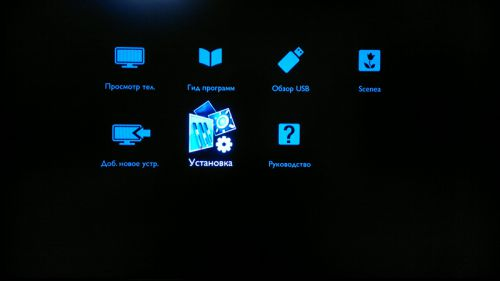 Просмотр тел.
Гид программ
Обзор USB
Scenea
Доб. новое устр.
Установка
Руководство